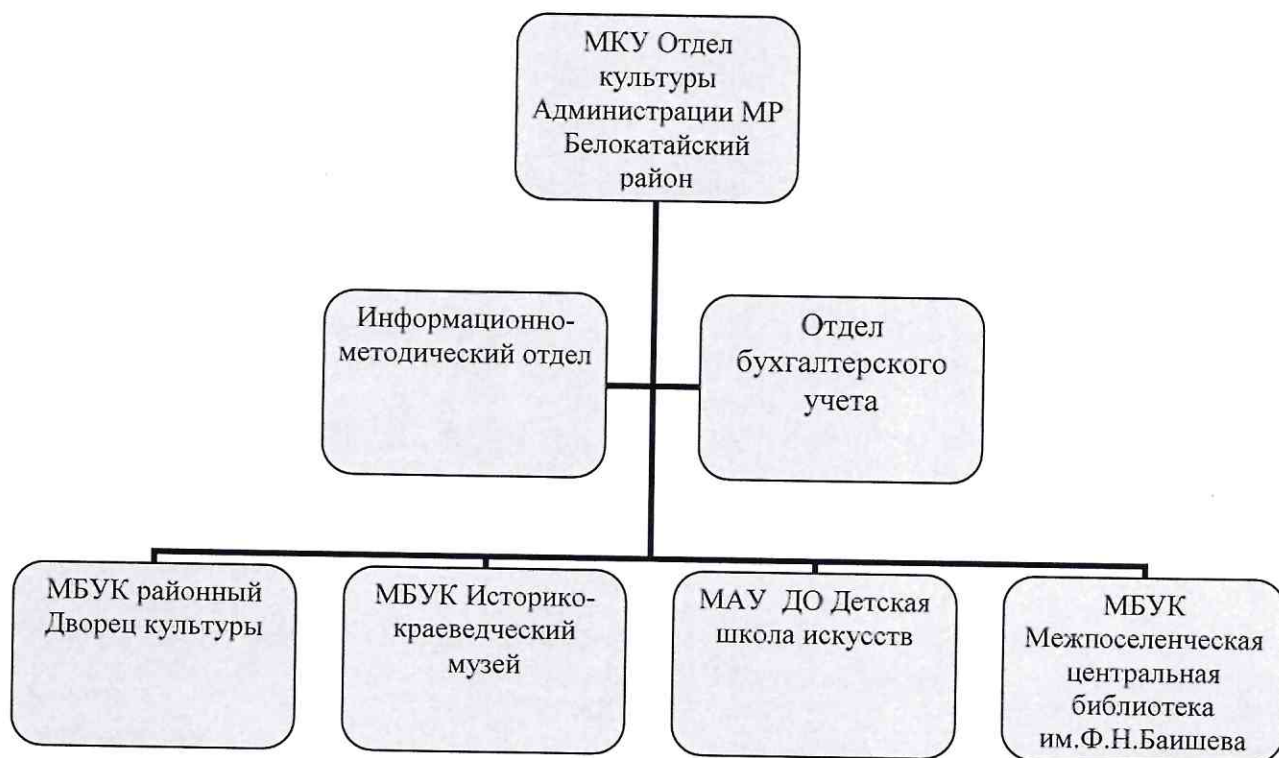 МКУ Отдел
культуры
Администрации МР
Белокатайский
район
Информационно-
методический отдел
Отдел
бухгалтерского
учета
МБУК районный
Дворец культуры
МБУК Историко-
краеведческий
музей
МАУ ДО Детская
школа искусств
МБУК
Межпоселенческая
центральная
библиотека
им.Ф.Н.Баишева